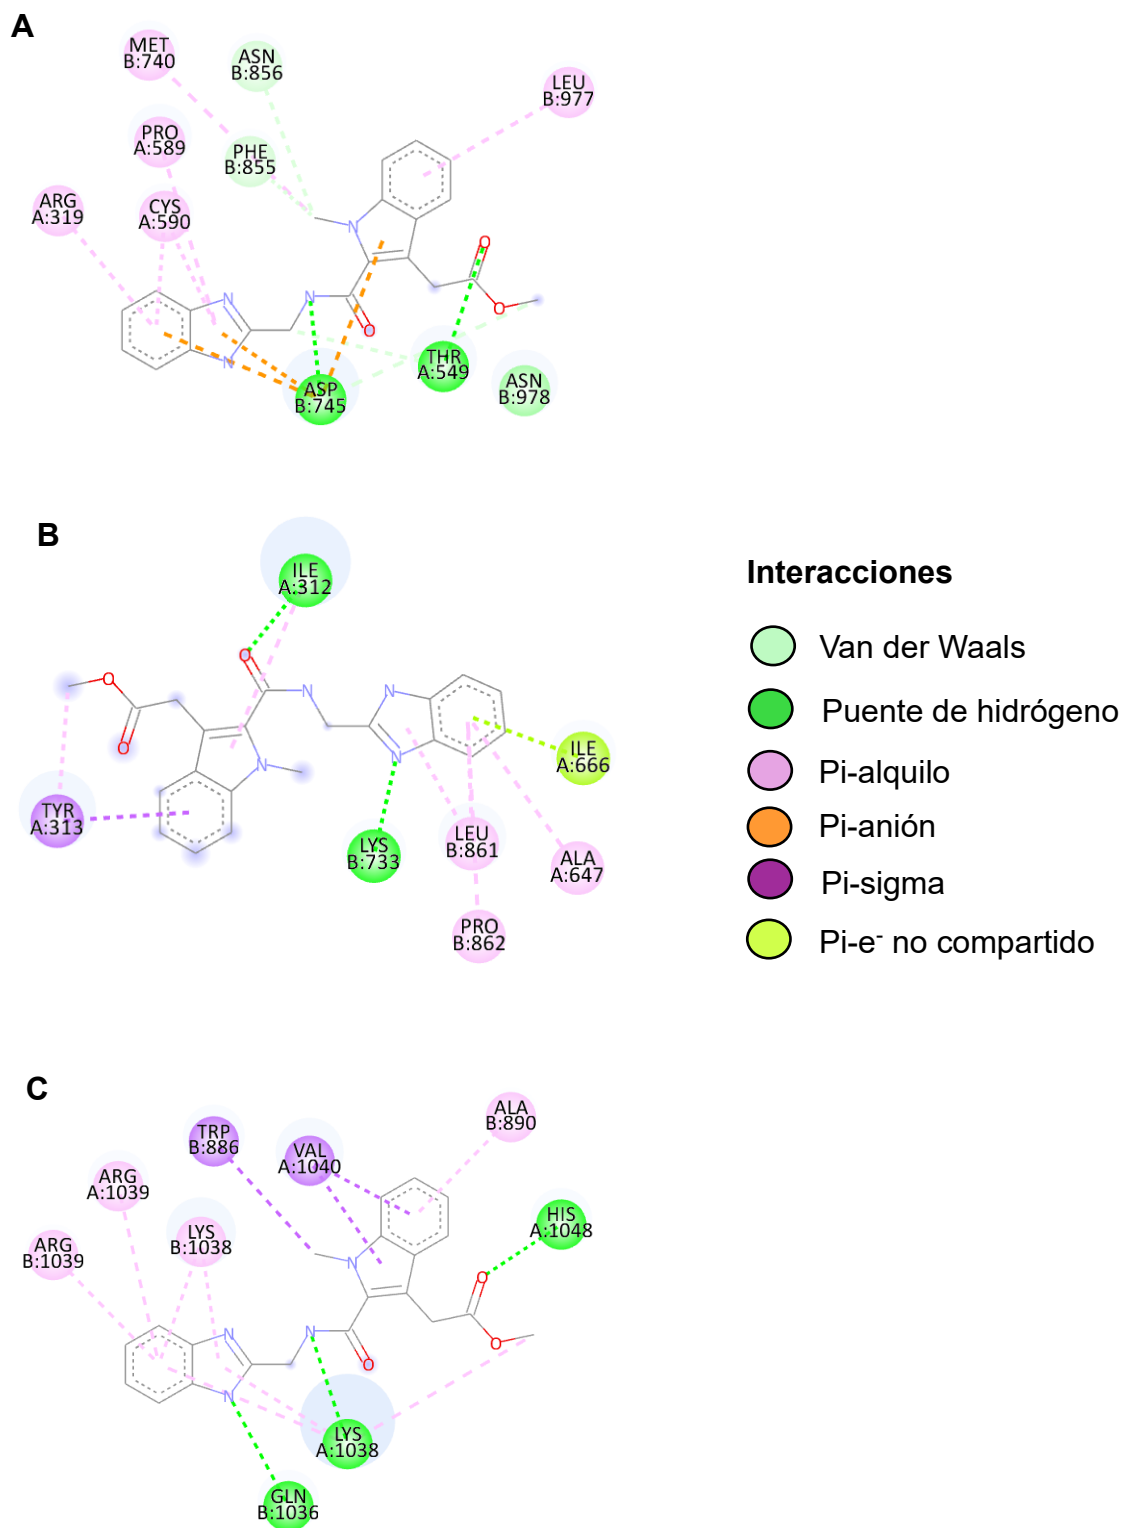 A
MET
B:740
ASN
B:856
LEU
B:977
PRO
A:589
PHE
B:855
ARG
A:319
CYS
A:590
N
O
N
N
O
O
N
THR
A:549
ASP
B:745
ASN
B:978
B
ILE
A:312
O
O
N
N
O
N
N
ILE
A:666
TYR
A:313
LYS
B:733
LEU
B:861
ALA
A:647
PRO
B:862
Interacciones
Van der Waals
Puente de hidrógeno
Pi-alquilo
Pi-anión
Pi-sigma
Pi-e- no compartido
C
ALA
B:890
TRP
B:886
VAL
A:1040
ARG
A:1039
HIS
A:1048
LYS
B:1038
ARG
B:1039
N
O
N
N
O
O
N
LYS
A:1038
GLN
B:1036